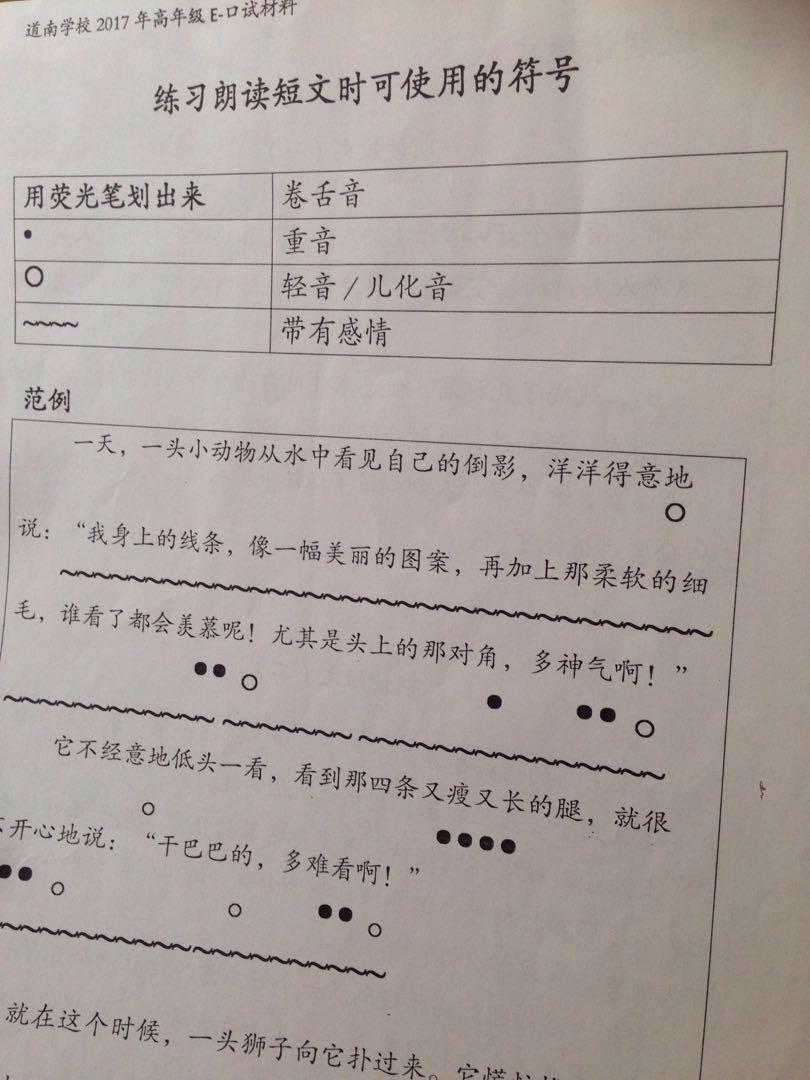 道南学校 2017 年高年级 E-口试材料
练习朗读短文时可使用的符号
用荧光笔划出来 卷舌音
• 重音
○ 轻音 / 儿化音
~~~~ 带有感情
范例
一天，一头小动物从水中看见自己的倒影，洋洋得意地
说：“我身上的线条，像一幅美丽的图案，再加上那柔软的细
毛，谁看了都会羡慕呢！尤其是头上的那对角，多神气啊！”
它不经意地低头一看，看到那四条又瘦又长的腿，就很
不开心地说：“干巴巴的，多难看啊！”
就在这个时候，一头狮子向它扑过来。它慌